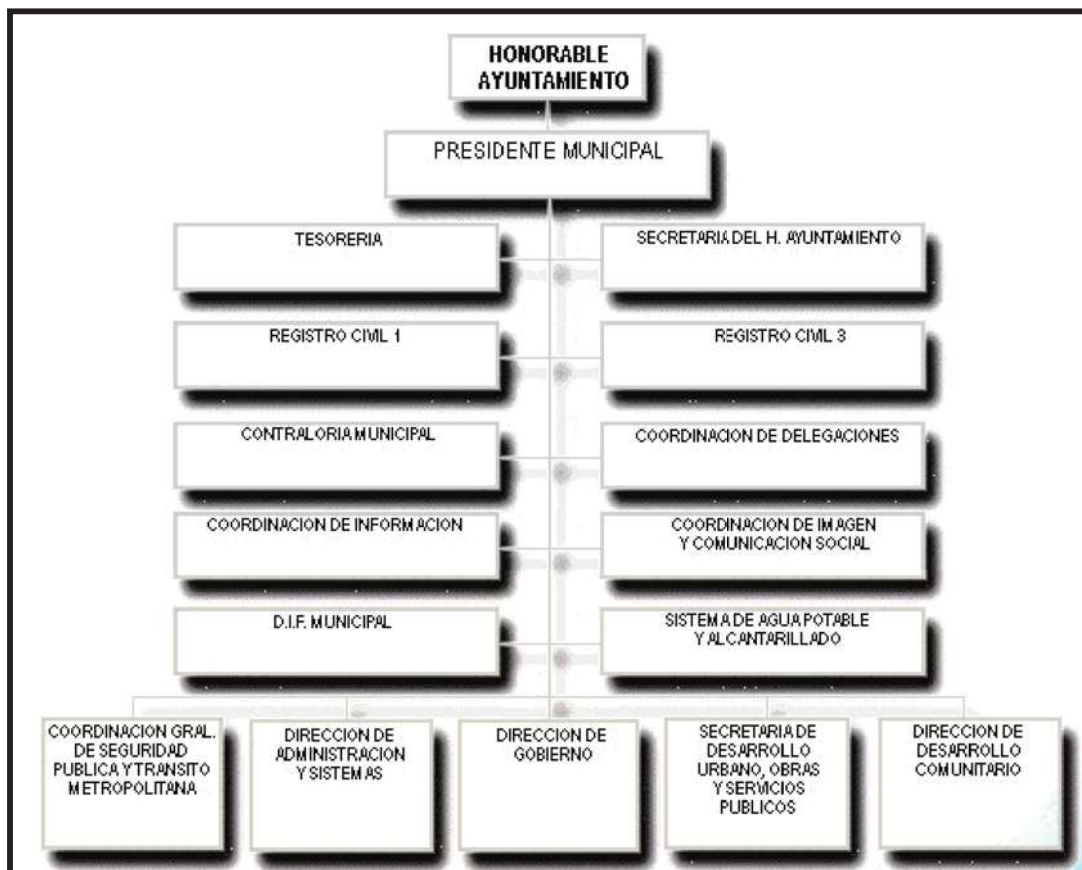 HONORABLE
AYUNTAMIENTO
PRESIDENTE MUNICIPAL
TESORERIA
SECRETARIA DEL H. AYUNTAMIENTO
REGISTRO CIVIL 1
REGISTRO CIVIL 3
CONTRALORIA MUNICIPAL
COORDINACION DE DELEGACIONES
COORDINACION DE INFORMACION
COORDINACION DE IMAGEN
Y COMUNICACION SOCIAL
D.I.F. MUNICIPAL
SISTEMA DE AGUA POTABLE
Y ALCANTARILLADO
COORDINACION GRAL.
DE SEGURIDAD
PUBLICA Y TRANSITO
METROPOLITANA
DIRECCION DE
ADMINISTRACION
Y SISTEMAS
DIRECCION DE
GOBIERNO
SECRETARIA DE
DESARROLLO
URBANO, OBRAS
Y SERVICIOS
PUBLICOS
DIRECCION DE
DESARROLLO
COMUNITARIO